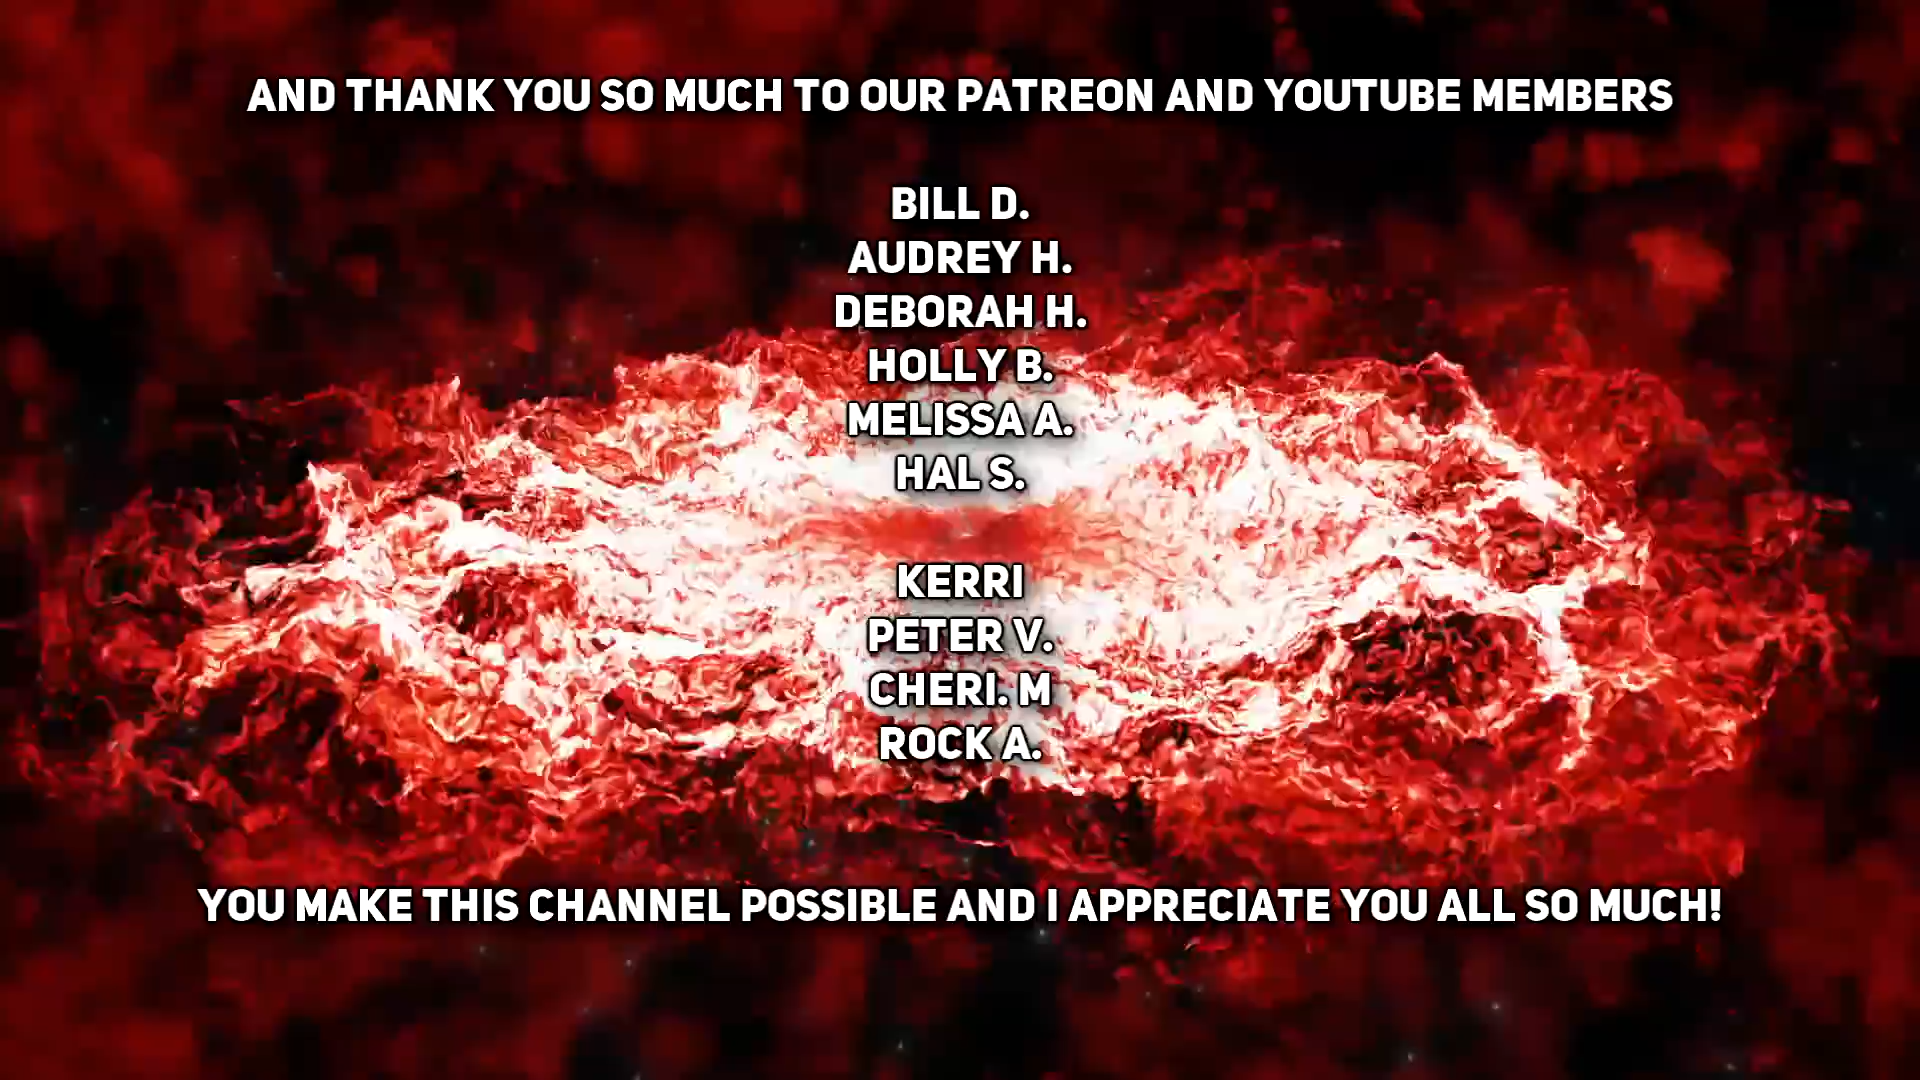 AND THANK YOU SO MUCH TO OUR PATREON AND YOUTUBE MEMBERS
BILL D.
AUDREY H.
DEBORAH H.
HOLLY B.
MELISSA A.
HAL S.
KERRI
PETER V.
CHERI. M
ROCK A.
YOU MAKE THIS CHANNEL POSSIBLE AND I APPRECIATE YOU ALL SO MUCH!